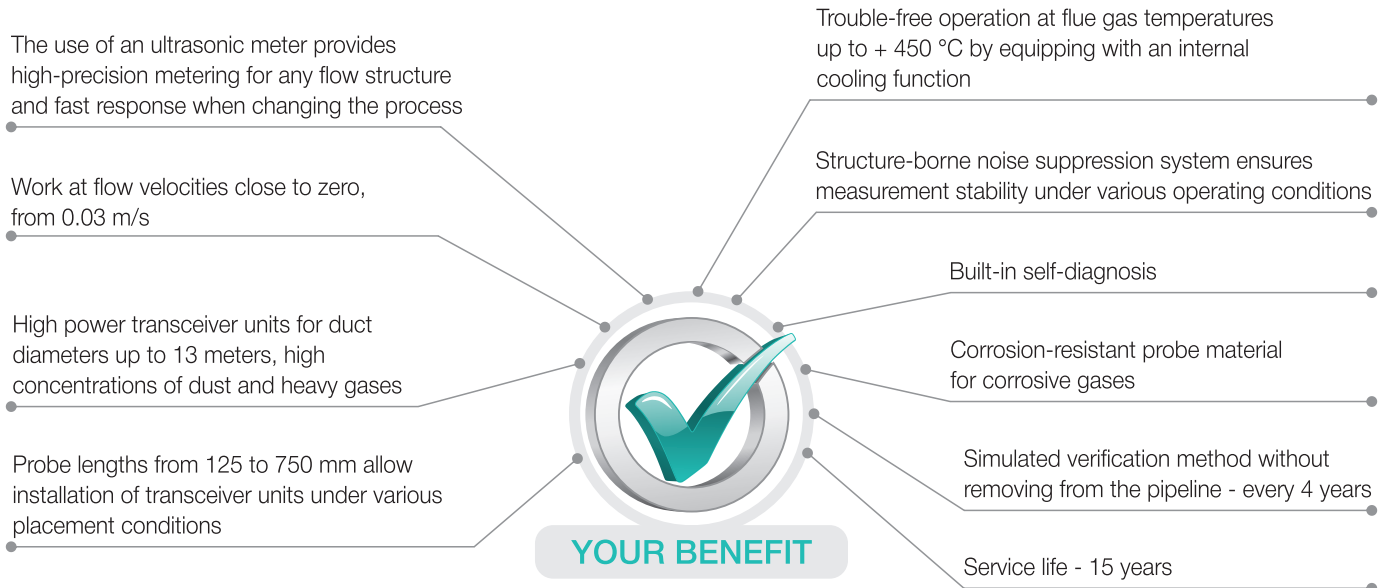 The use of an ultrasonic meter provides
high-precision metering for any flow structure
and fast response when changing the process
Work at flow velocities close to zero,
from 0.03 m/s
High power transceiver units for duct
diameters up to 13 meters, high
concentrations of dust and heavy gases
Probe lengths from 125 to 750 mm allow
installation of transceiver units under various
placement conditions
Trouble-free operation at flue gas temperatures
up to + 450 °C by equipping with an internal
cooling function
Structure-borne noise suppression system ensures
measurement stability under various operating conditions
Built-in self-diagnosis
Corrosion-resistant probe material
for corrosive gases
Simulated verification method without
removing from the pipeline - every 4 years
Service life - 15 years
YOUR BENEFIT